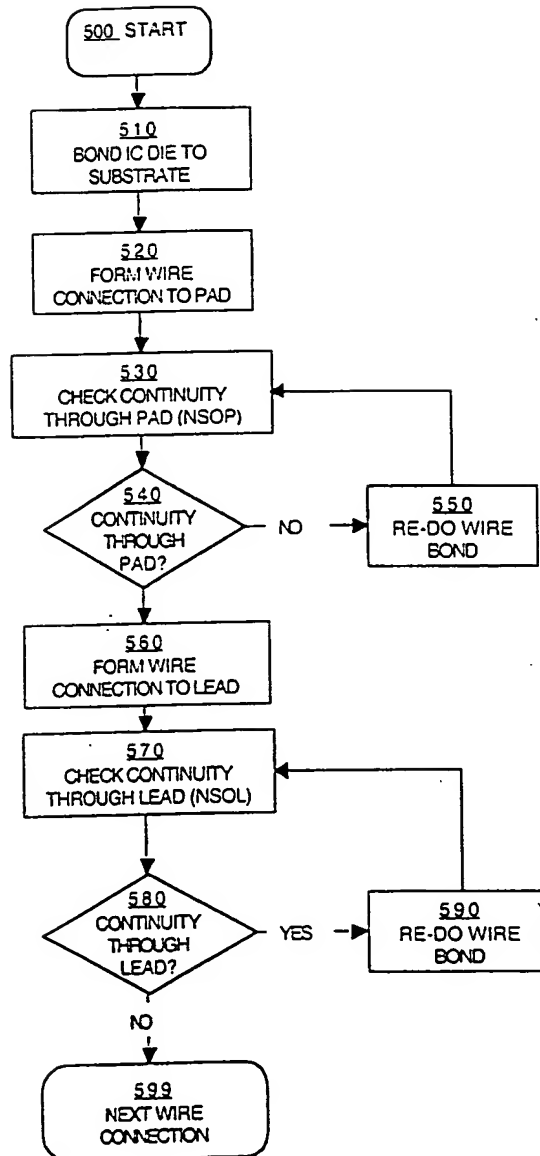 500 START
510
BOND IC DIE TO
SUBSTRATE
520
FORM WIRE
CONNECTION TO PAD
530
CHECK CONTINUITY
THROUGH PAD (NSOP)
540
CONTINUITY
THROUGH
PAD?
NO
550
RE-DO WIRE
BOND
560
FORM WIRE
CONNECTION TO LEAD
570
CHECK CONTINUITY
THROUGH LEAD (NSOL)
580
CONTINUITY
THROUGH
LEAD?
YES
590
RE-DO WIRE
BOND
NO
599
NEXT WIRE
CONNECTION